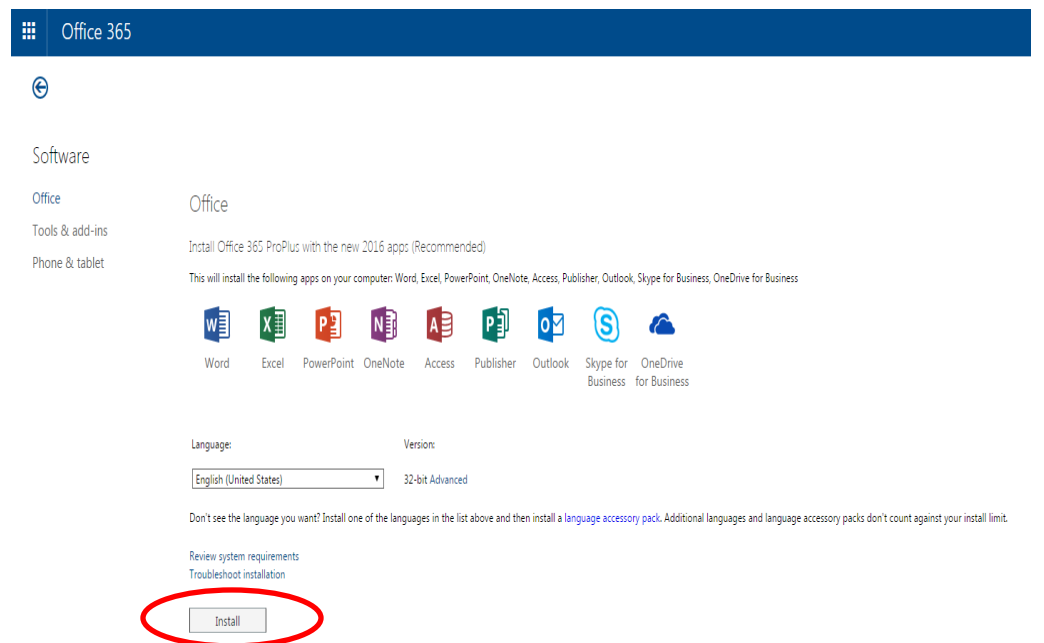 Office 365
Software
Office
Tools & add-ins
Phone & tablet
Office
Install Office 365 ProPlus with the new 2016 apps (Recommended)
This will install the following apps on your computer: Word, Excel, PowerPoint, OneNote, Access, Publisher, Outlook, Skype for Business, OneDrive for Business
Word Excel PowerPoint OneNote Access Publisher Outlook Skype for Business OneDrive for Business
Language: Version:
English (United States) 32-bit Advanced
Don't see the language you want? Install one of the languages in the list above and then install a language accessory pack. Additional languages and language accessory packs don't count against your install limit.
Review system requirements
Troubleshoot installation
Install